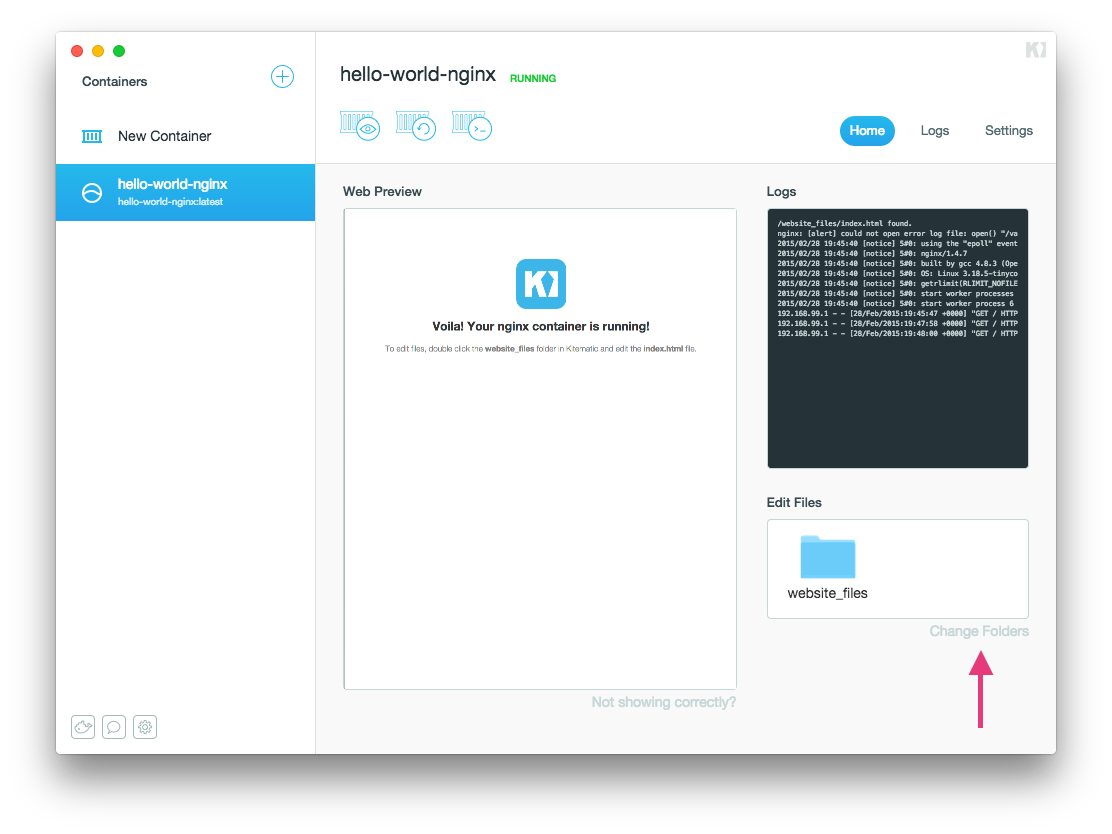 Containers
New Container
hello-world-nginx
hello-world-nginx:latest
hello-world-nginx RUNNING
Home Logs Settings
Web Preview
Voila! Your nginx container is running!
To edit files, double click the website_files folder in Kitematic and edit the index.html file.
Not showing correctly?
Logs
/website_files/index.html found.
nginx: [alert] could not open error log file: open() "/va
2015/02/28 19:45:40 [notice] 5#0: using the "epoll" event
2015/02/28 19:45:40 [notice] 5#0: nginx/1.4.7
2015/02/28 19:45:40 [notice] 5#0: built by gcc 4.8.3 (Ope
2015/02/28 19:45:40 [notice] 5#0: OS: Linux 3.18.5-tinyco
2015/02/28 19:45:40 [notice] 5#0: getrlimit(RLIMIT_NOFILE
2015/02/28 19:45:40 [notice] 5#0: start worker processes
2015/02/28 19:45:40 [notice] 5#0: start worker process 6
192.168.99.1 - - [28/Feb/2015:19:45:47 +0000] "GET / HTTP
192.168.99.1 - - [28/Feb/2015:19:47:58 +0000] "GET / HTTP
192.168.99.1 - - [28/Feb/2015:19:48:00 +0000] "GET / HTTP
Edit Files
website_files
Change Folders